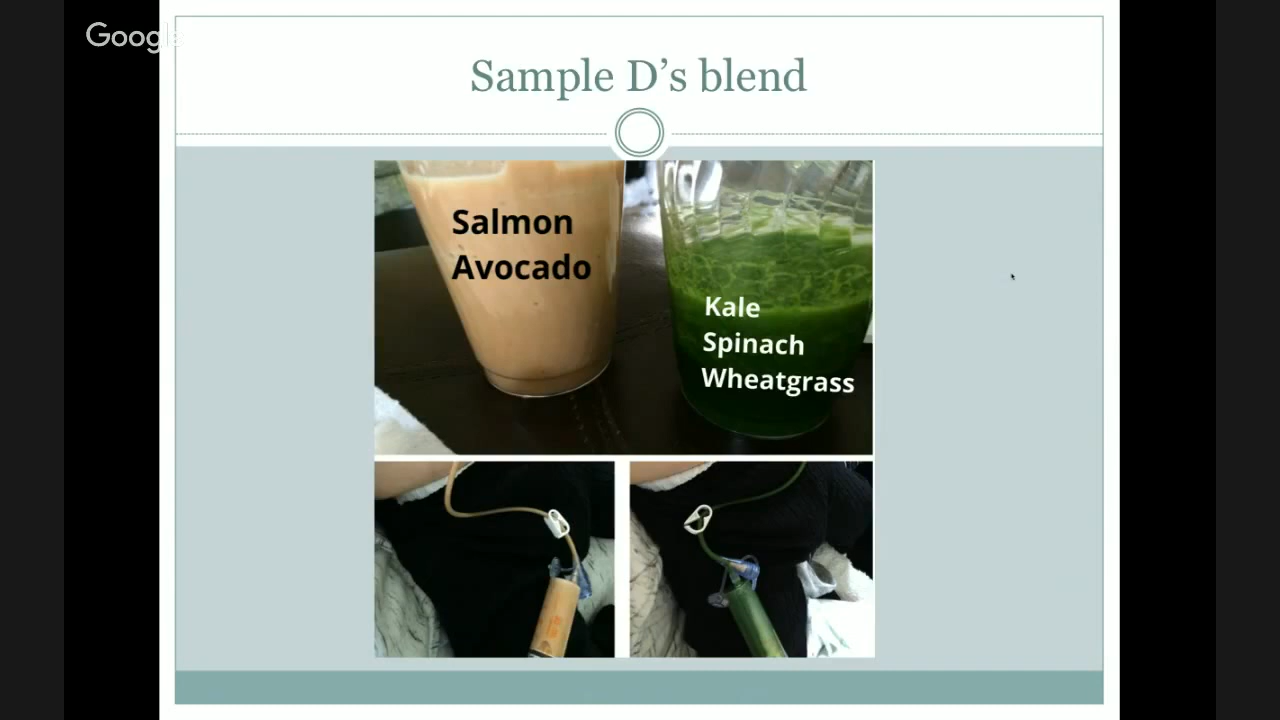 Google
Sample D's blend
Salmon
Avocado
Kale
Spinach
Wheatgrass